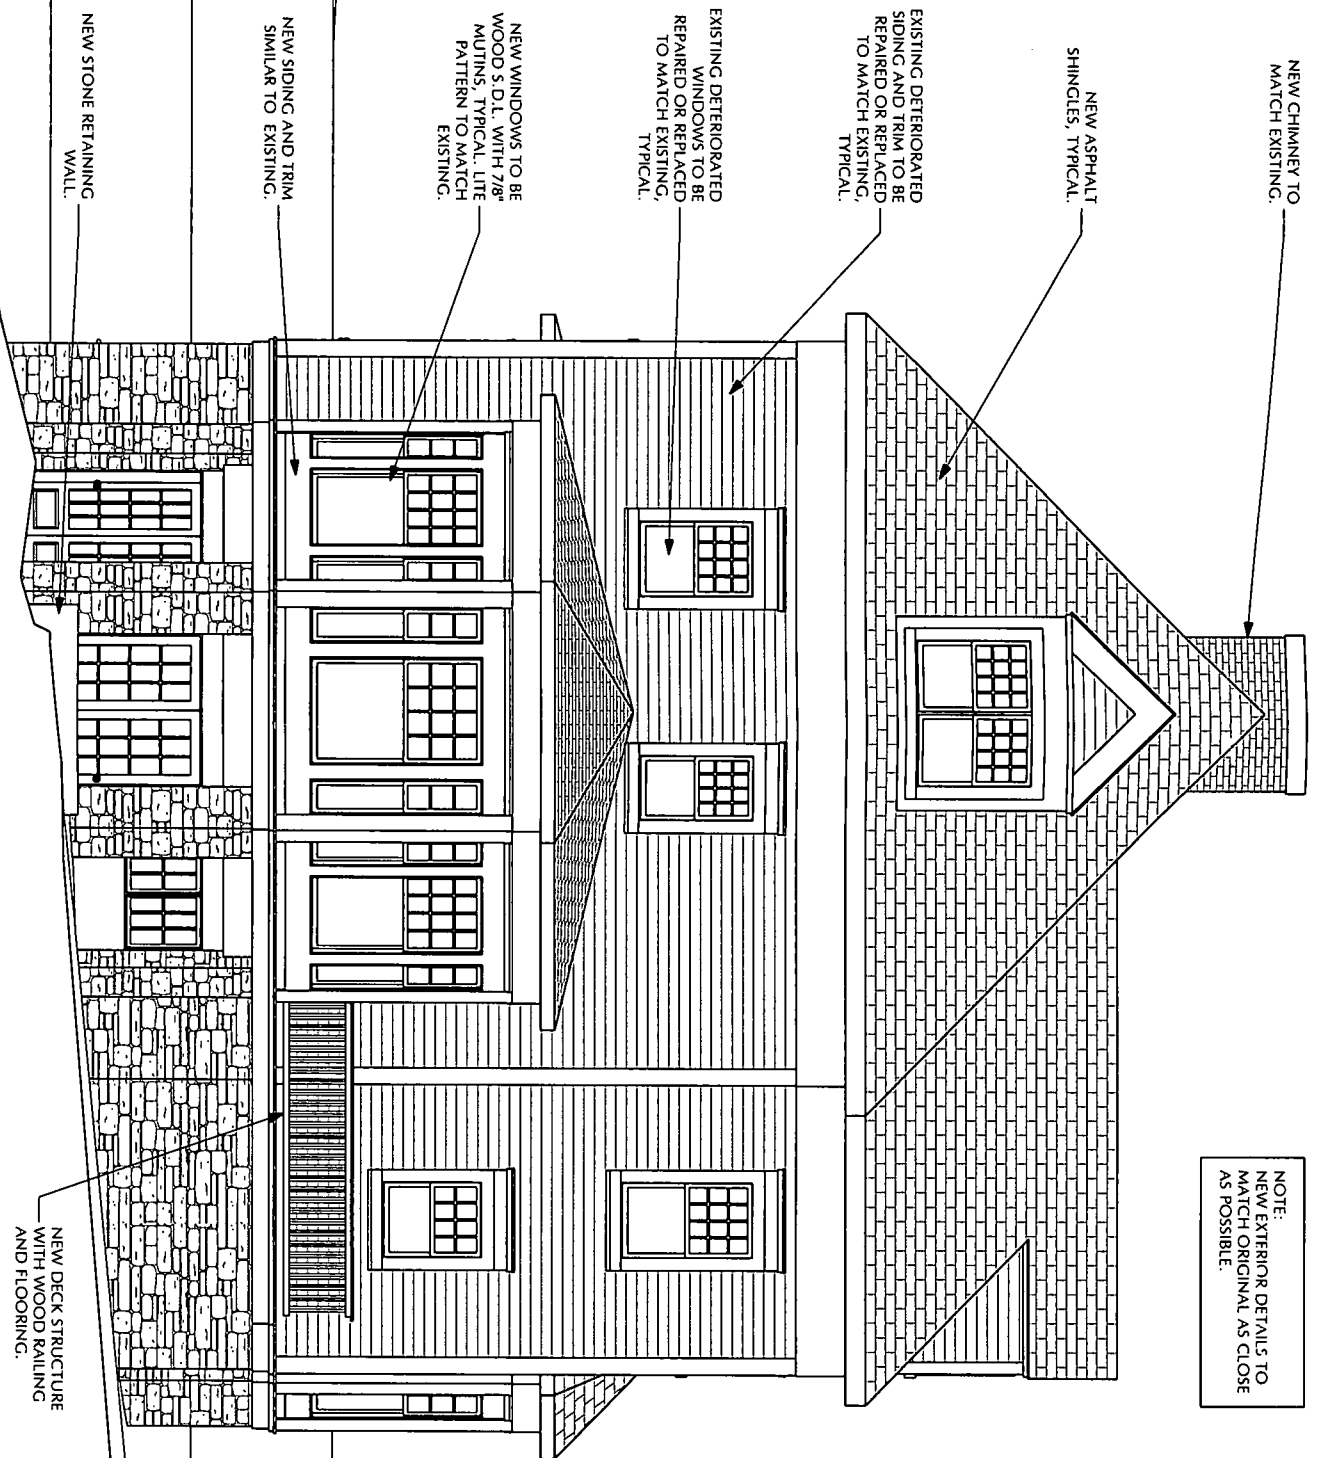 NEW CHIMNEY TO
MATCH EXISTING.
NEW ASPHALT
SHINGLES, TYPICAL.
EXISTING DETERIORATED
SIDING AND TRIM TO BE
REPAIRED OR REPLACED
TO MATCH EXISTING,
TYPICAL.
EXISTING DETERIORATED
WINDOWS TO BE
REPAIRED OR REPLACED
TO MATCH EXISTING,
TYPICAL.
NEW WINDOWS TO BE
WOOD S.D.L. WITH 7/8"
MUTINS, TYPICAL. LITE
PATTERN TO MATCH
EXISTING.
NEW SIDING AND TRIM
SIMILAR TO EXISTING.
NEW STONE RETAINING
WALL.
NOTE:
NEW EXTERIOR DETAILS TO
MATCH ORIGINAL AS CLOSE
AS POSSIBLE.
NEW DECK STRUCTURE
WITH WOOD RAILING
AND FLOORING.